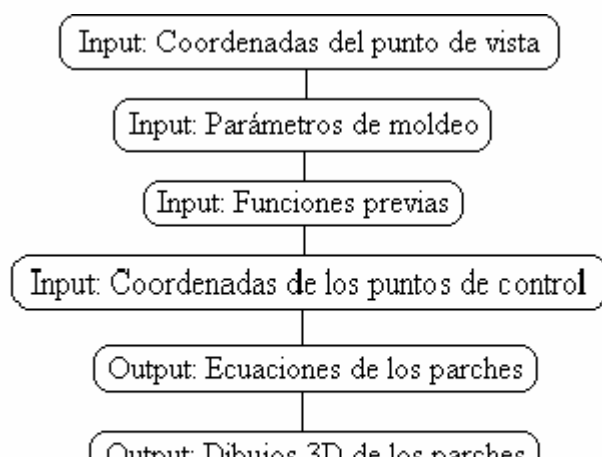 Input: Coordenadas del punto de vista
Input: Parámetros de moldeo
Input: Funciones previas
Input: Coordenadas de los puntos de control
Output: Ecuaciones de los parches
Output: Dibujos 3D de los parches